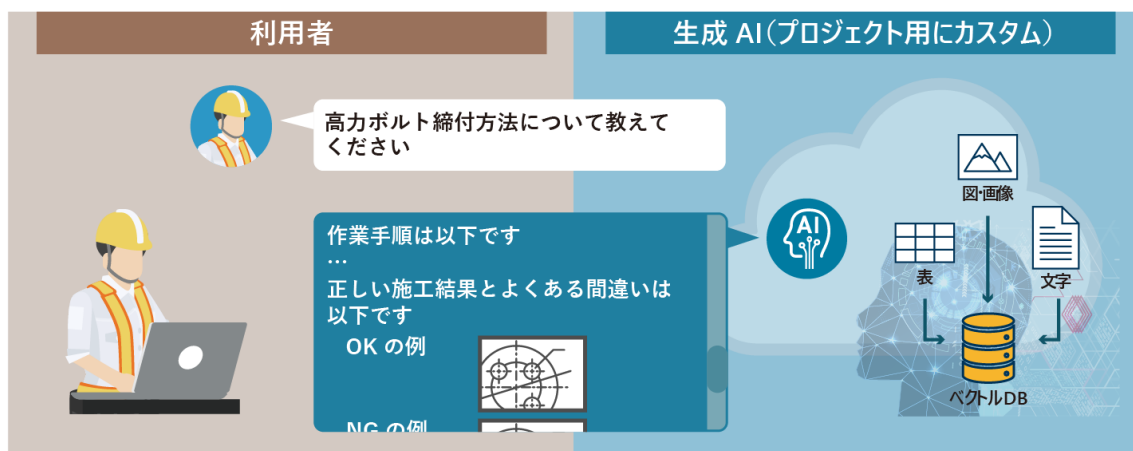 利用者
生成 AI（プロジェクト用にカスタム）
高力ボルト締付方法について教えて
ください
作業手順は以下です
…
正しい施工結果とよくある間違いは
以下です
OK の例
NG の例
AI
図・画像
表
文字
ベクトルDB